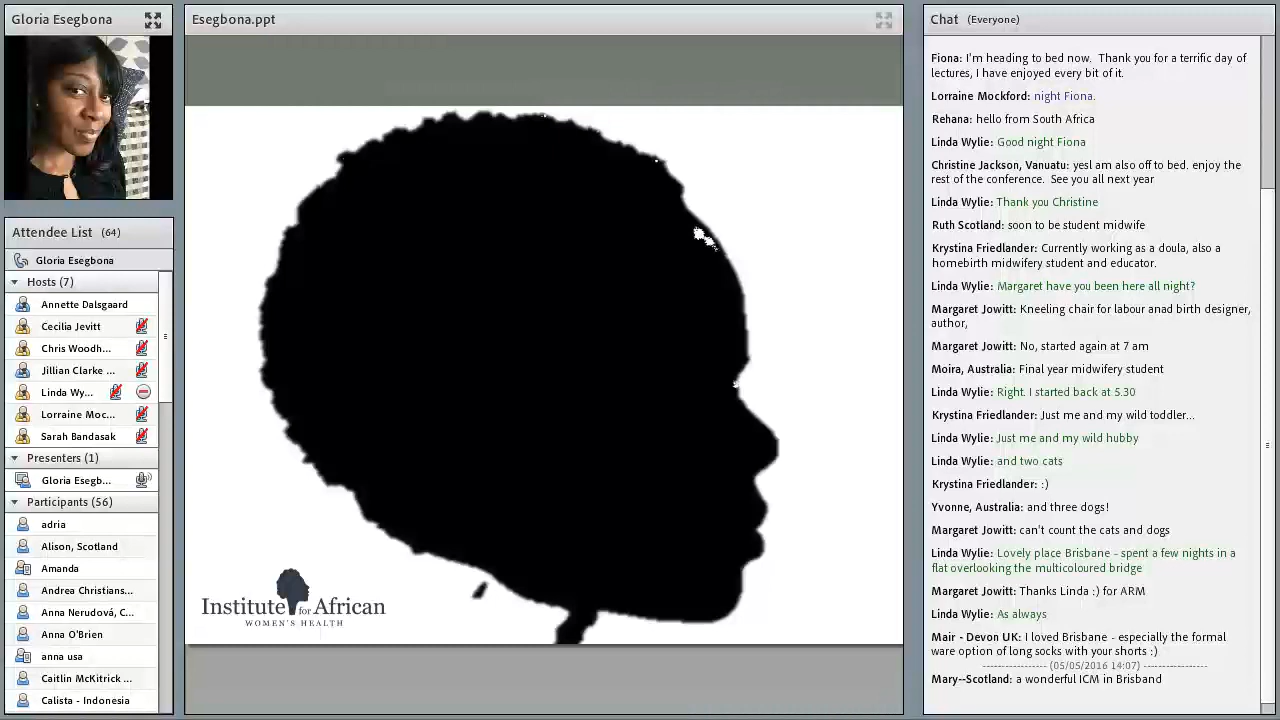 Gloria Esegbona
Attendee List (64)
Gloria Esegbona
Hosts (7)
Annette Dalsgaard
Cecilia Jevitt
Chris Woodh...
Jillian Clarke ...
Linda Wy...
Lorraine Moc...
Sarah Bandasak
Presenters (1)
Gloria Esegb...
Participants (56)
adria
Alison, Scotland
Amanda
Andrea Christians...
Anna Nerudová, C...
Anna O'Brien
anna usa
Caitlin McKitrick ...
Calista - Indonesia
Esegbona.ppt
Institute for African
WOMEN'S HEALTH
Chat (Everyone)
Fiona: I'm heading to bed now. Thank you for a terrific day of
lectures, I have enjoyed every bit of it.
Lorraine Mockford: night Fiona.
Rehana: hello from South Africa
Linda Wylie: Good night Fiona
Christine Jackson, Vanuatu: yesI am also off to bed. enjoy the
rest of the conference. See you all next year
Linda Wylie: Thank you Christine
Ruth Scotland: soon to be student midwife
Krystina Friedlander: Currently working as a doula, also a
homebirth midwifery student and educator.
Linda Wylie: Margaret have you been here all night?
Margaret Jowitt: Kneeling chair for labour anad birth designer,
author,
Margaret Jowitt: No, started again at 7 am
Moira, Australia: Final year midwifery student
Linda Wylie: Right. I started back at 5.30
Krystina Friedlander: Just me and my wild toddler...
Linda Wylie: Just me and my wild hubby
Linda Wylie: and two cats
Krystina Friedlander: :)
Yvonne, Australia: and three dogs!
Margaret Jowitt: can't count the cats and dogs
Linda Wylie: Lovely place Brisbane - spent a few nights in a
flat overlooking the multicoloured bridge
Margaret Jowitt: Thanks Linda :) for ARM
Linda Wylie: As always
Mair - Devon UK: I loved Brisbane - especially the formal
ware option of long socks with your shorts :)
------------------ (05/05/2016 14:07) ------------------
Mary--Scotland: a wonderful ICM in Brisband